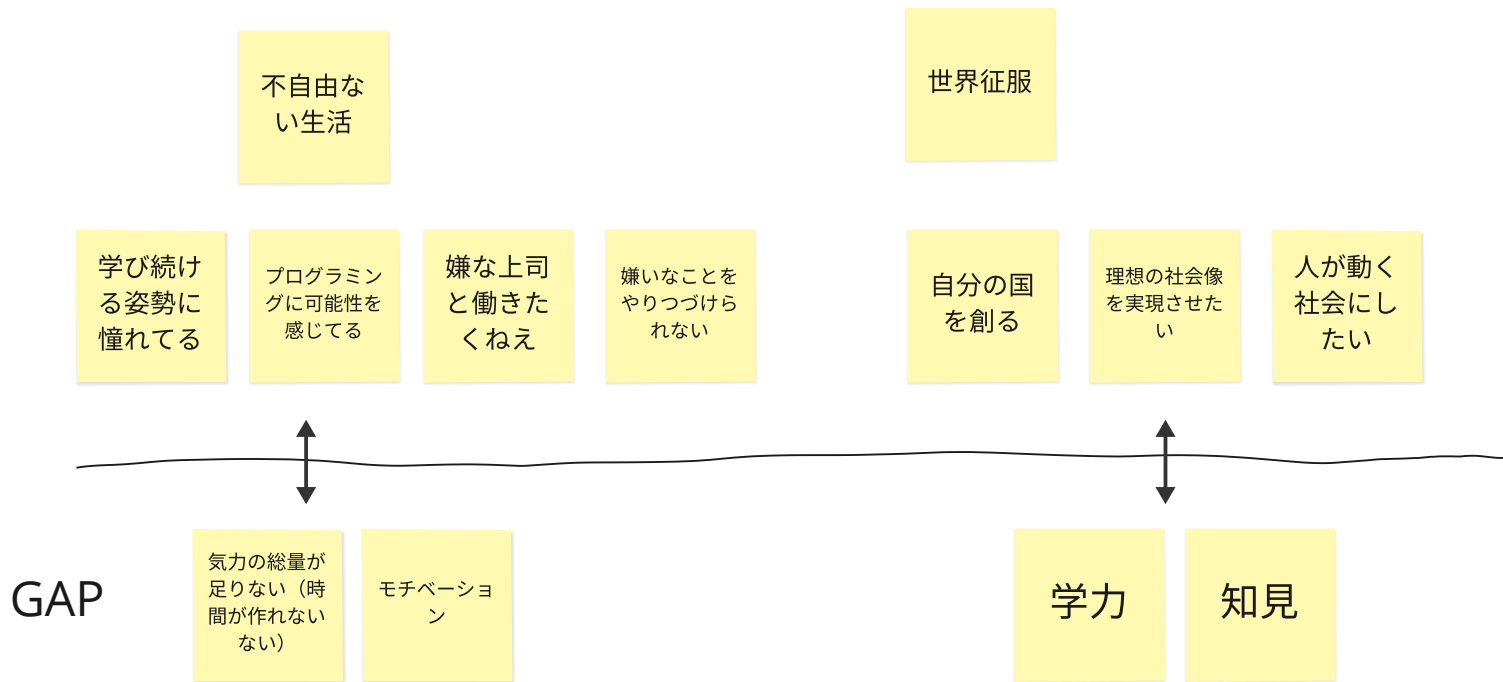 不自由な
い生活
世界征服
学び続け
る姿勢に
憧れてる
プログラミン
グに可能性を
感じてる
嫌な上司
と働きた
くねえ
嫌いなことを
やりつづけら
れない
自分の国
を創る
理想の社会像
を実現させた
い
人が動く
社会にし
たい
GAP
気力の総量が
足りない（時
間が作れない
ない）
モチベーショ
ン
学力
知見